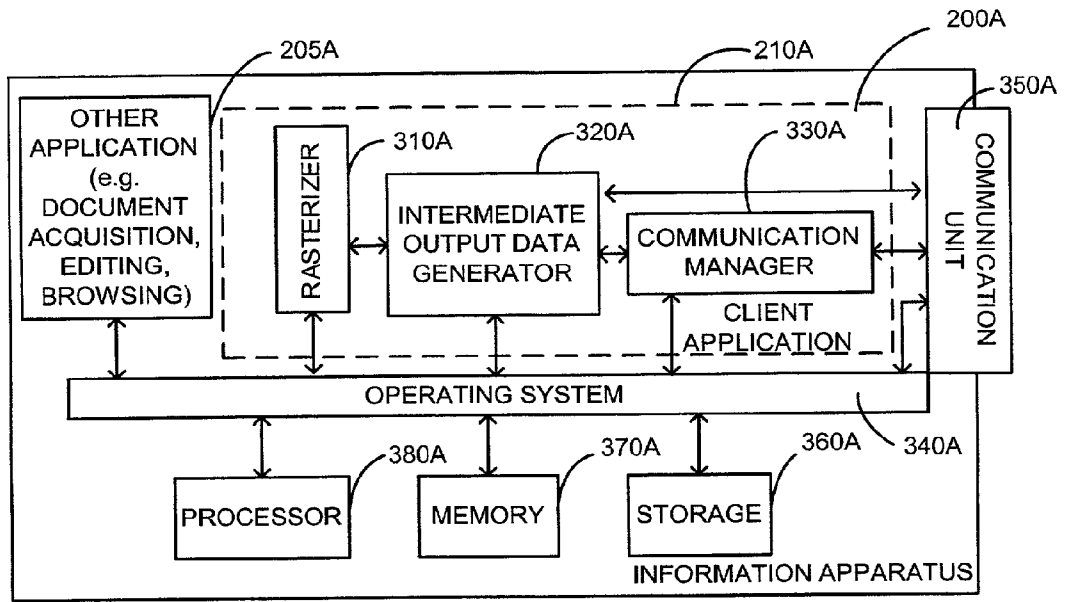 205A
210A
200A
350A
OTHER
APPLICATION
(e.g.
DOCUMENT
ACQUISITION,
EDITING,
BROWSING)
RASTERIZER
310A
320A
INTERMEDIATE
OUTPUT DATA
GENERATOR
330A
COMMUNICATION
MANAGER
CLIENT
APPLICATION
COMMUNICATION
UNIT
OPERATING SYSTEM
340A
380A
370A
360A
PROCESSOR
MEMORY
STORAGE
INFORMATION APPARATUS